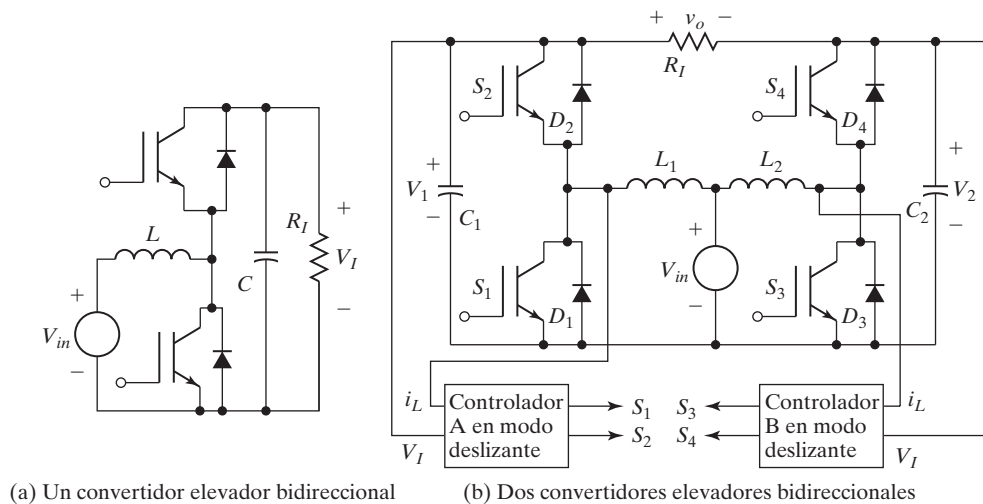 L
V_in
+
−
C
R_I
+
V_I
−
(a) Un convertidor elevador bidireccional
+ v_o −
R_I
S_2
D_2
S_4
D_4
+
V_1
−
C_1
L_1
L_2
+
V_2
−
C_2
+
V_in
−
S_1
D_1
S_3
D_3
i_L
V_I
Controlador
A en modo
deslizante
S_1
S_2
S_3
S_4
Controlador
B en modo
deslizante
i_L
V_I
(b) Dos convertidores elevadores bidireccionales